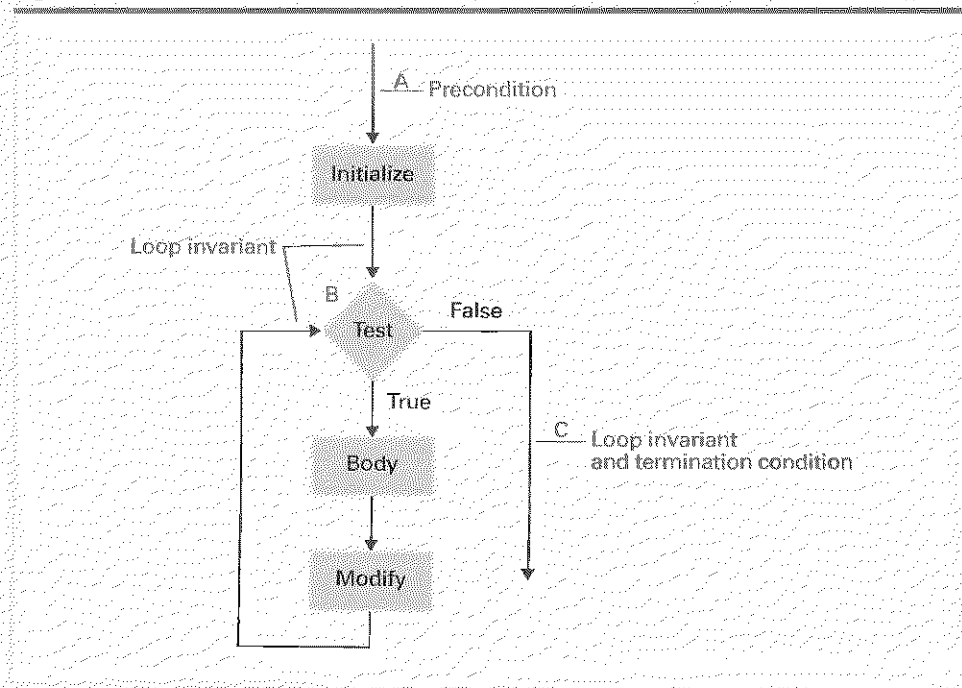 A Precondition
Initialize
Loop invariant
B
Test
False
True
C Loop invariant
and termination condition
Body
Modify